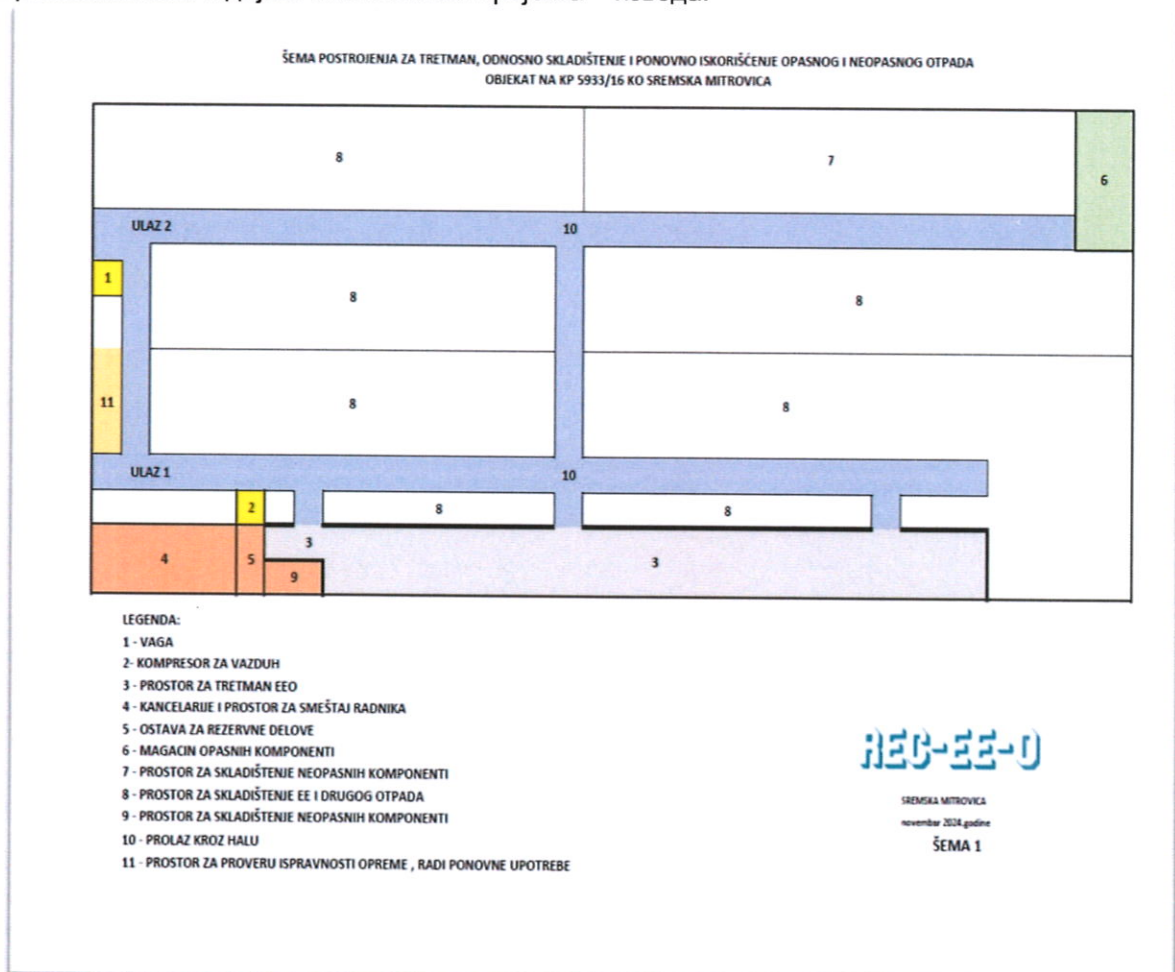 ŠEMA POSTROJENJA ZA TRETMAN, ODNOSNO SKLADIŠTENJE I PONOVNO ISKORIŠĆENJE OPASNOG I NEOPASNOG OTPADA
OBJEKAT NA KP 5933/16 KO SREMSKA MITROVICA
8
7
6
ULAZ 2
10
1
8
8
11
8
8
ULAZ 1
10
2
8
8
3
4
5
3
9
LEGENDA:
1 - VAGA
2- KOMPRESOR ZA VAZDUH
3 - PROSTOR ZA TRETMAN EEO
4 - KANCELARIJE I PROSTOR ZA SMEŠTAJ RADNIKA
5 - OSTAVA ZA REZERVNE DELOVE
6 - MAGACIN OPASNIH KOMPONENTI
7 - PROSTOR ZA SKLADIŠTENJE NEOPASNIH KOMPONENTI
8 - PROSTOR ZA SKLADIŠTENJE EE I DRUGOG OTPADA
9 - PROSTOR ZA SKLADIŠTENJE NEOPASNIH KOMPONENTI
10 - PROLAZ KROZ HALU
11 - PROSTOR ZA PROVERU ISPRAVNOSTI OPREME , RADI PONOVNE UPOTREBE
REC-EE-O
SREMSKA MITROVICA
novembar 2024.godine
ŠEMA 1